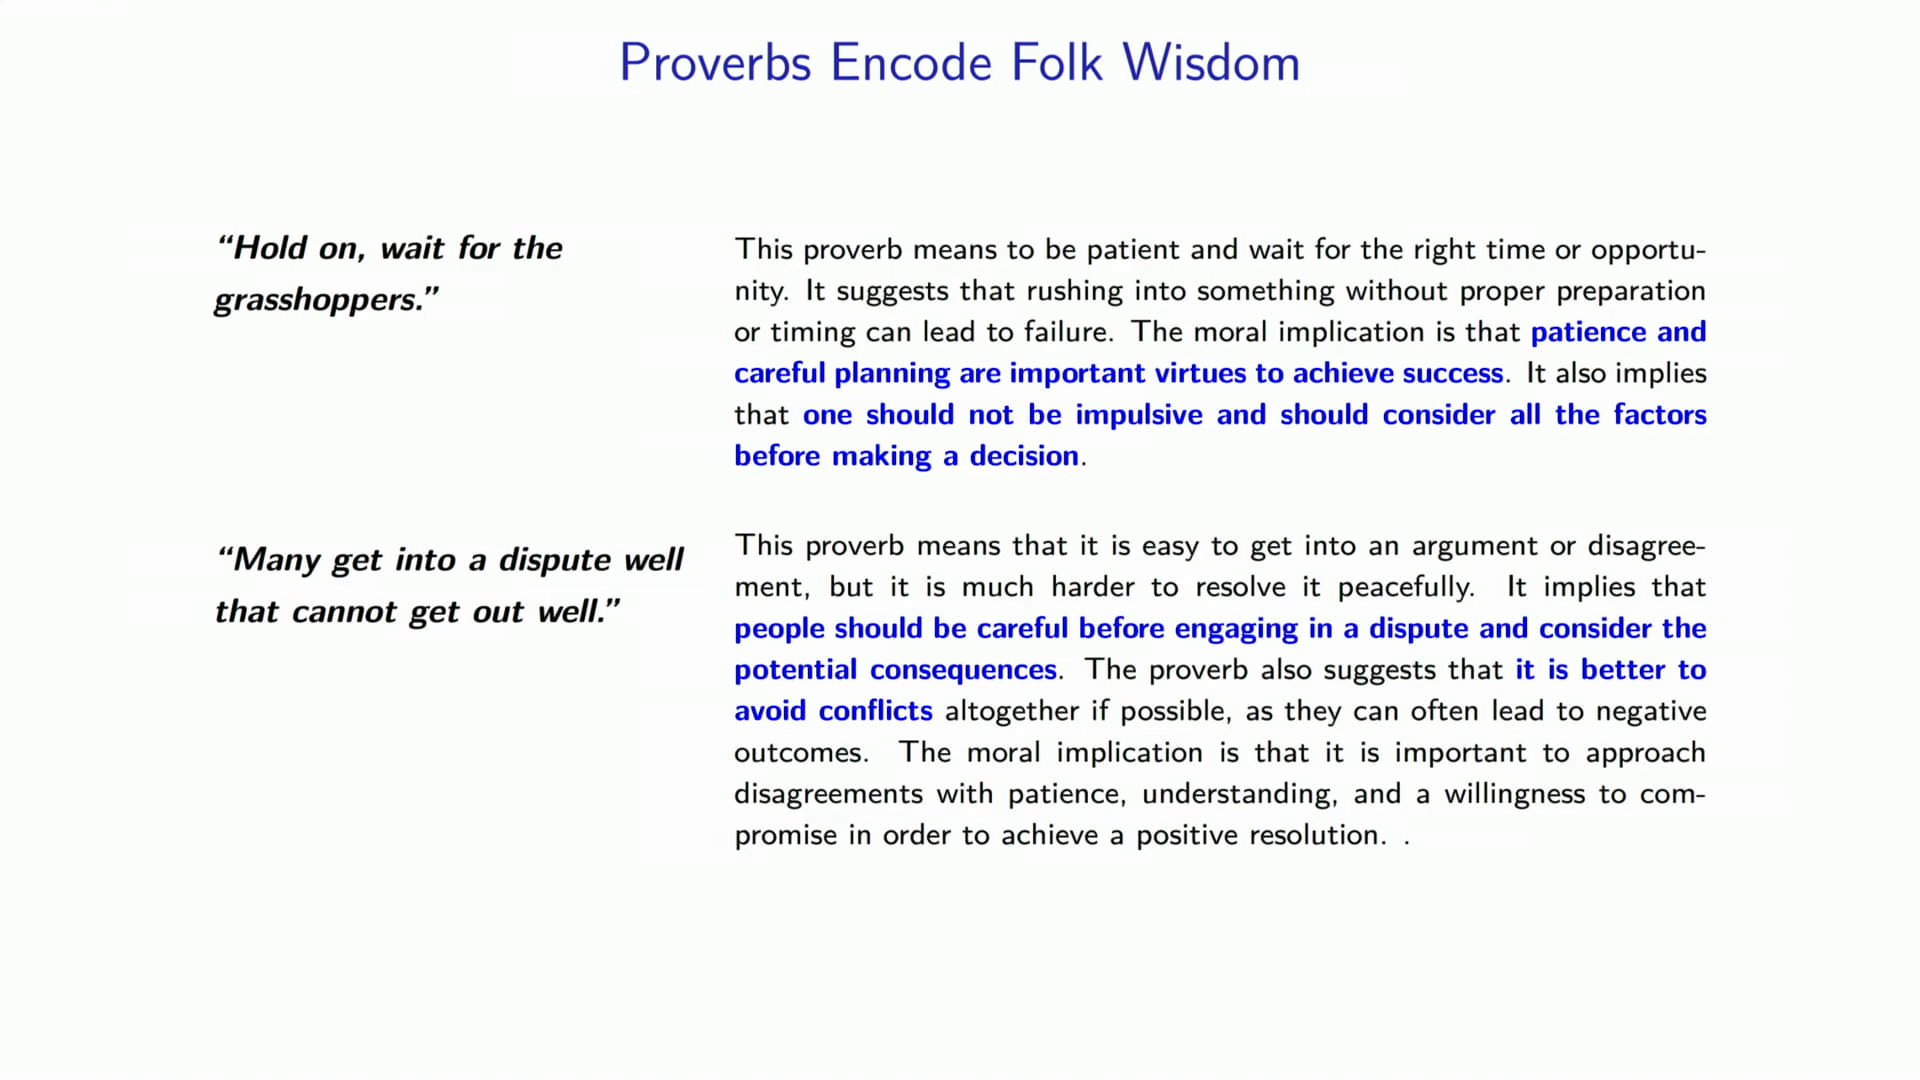 Proverbs Encode Folk Wisdom
“Hold on, wait for the
grasshoppers.”
This proverb means to be patient and wait for the right time or opportu-
nity. It suggests that rushing into something without proper preparation
or timing can lead to failure. The moral implication is that patience and
careful planning are important virtues to achieve success. It also implies
that one should not be impulsive and should consider all the factors
before making a decision.
“Many get into a dispute well
that cannot get out well.”
This proverb means that it is easy to get into an argument or disagree-
ment, but it is much harder to resolve it peacefully. It implies that
people should be careful before engaging in a dispute and consider the
potential consequences. The proverb also suggests that it is better to
avoid conflicts altogether if possible, as they can often lead to negative
outcomes. The moral implication is that it is important to approach
disagreements with patience, understanding, and a willingness to com-
promise in order to achieve a positive resolution. .